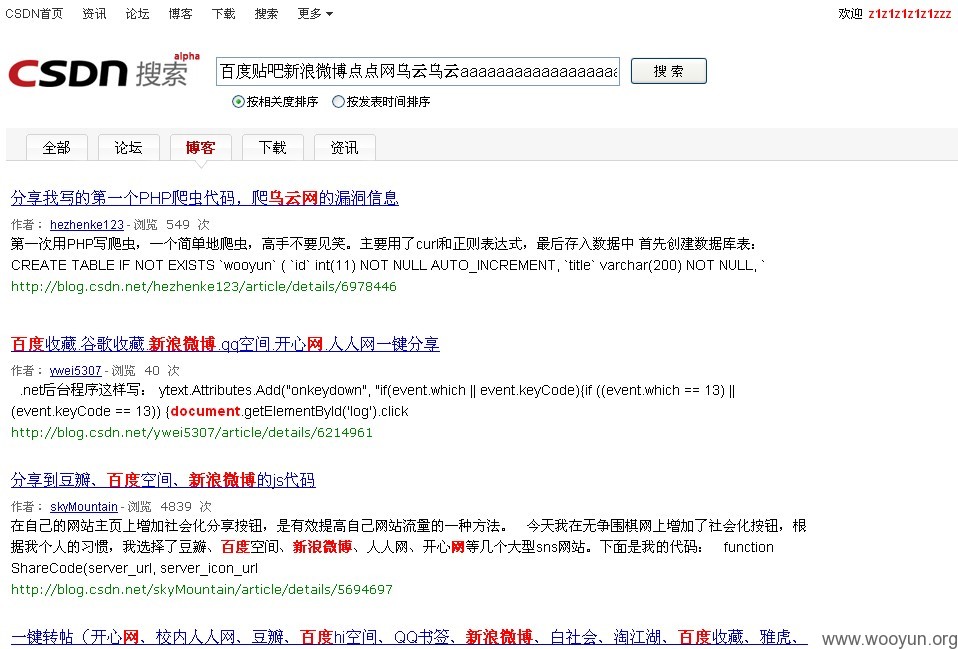 CSDN首页 资讯 论坛 博客 下载 搜索 更多 欢迎 z1z1z1z1z1zzz
CSDN 搜索 alpha
百度贴吧新浪微博点点网乌云乌云aaaaaaaaaaaaaaaaaa 搜 索
按相关度排序 按发表时间排序
全部 论坛 博客 下载 资讯
分享我写的第一个PHP爬虫代码，爬乌云网的漏洞信息
作者： hezhenke123 - 浏览 549 次
第一次用PHP写爬虫，一个简单地爬虫，高手不要见笑。主要用了curl和正则表达式，最后存入数据中 首先创建数据库表：
CREATE TABLE IF NOT EXISTS `wooyun` ( `id` int(11) NOT NULL AUTO_INCREMENT, `title` varchar(200) NOT NULL, `
http://blog.csdn.net/hezhenke123/article/details/6978446
百度收藏.谷歌收藏.新浪微博.qq空间.开心网.人人网一键分享
作者： ywei5307 - 浏览 40 次
.net后台程序这样写： ytext.Attributes.Add("onkeydown", "if(event.which || event.keyCode){if ((event.which == 13) ||
(event.keyCode == 13)) {document.getElementById('log').click
http://blog.csdn.net/ywei5307/article/details/6214961
分享到豆瓣、百度空间、新浪微博的js代码
作者： skyMountain - 浏览 4839 次
在自己的网站主页上增加社会化分享按钮，是有效提高自己网站流量的一种方法。 今天我在无争围棋网上增加了社会化按钮，根
据我个人的习惯，我选择了豆瓣、百度空间、新浪微博、人人网、开心网等几个大型sns网站。下面是我的代码： function
ShareCode(server_url, server_icon_url
http://blog.csdn.net/skyMountain/article/details/5694697
一键转帖（开心网、校内人人网、豆瓣、百度hi空间、QQ书签、新浪微博、白社会、淘江湖、百度收藏、雅虎、
www.wooyun.org